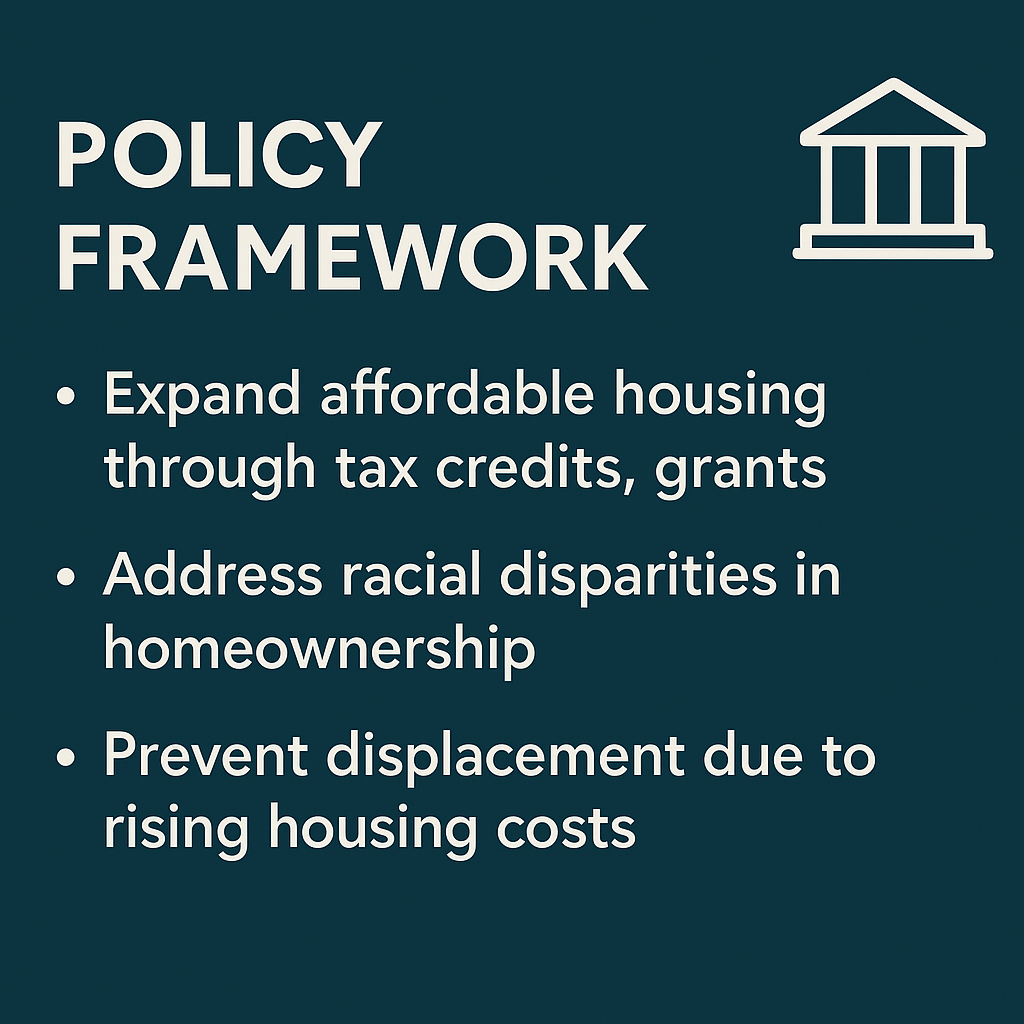 POLICY
FRAMEWORK
• Expand affordable housing
through tax credits, grants
• Address racial disparities in
homeownership
• Prevent displacement due to
rising housing costs